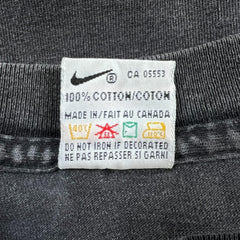 ® CA 05553
100% COTTON/COTON
MADE IN/FAIT AU CANADA
40°
DO NOT IRON IF DECORATED
NE PAS REPASSER SI GARNI